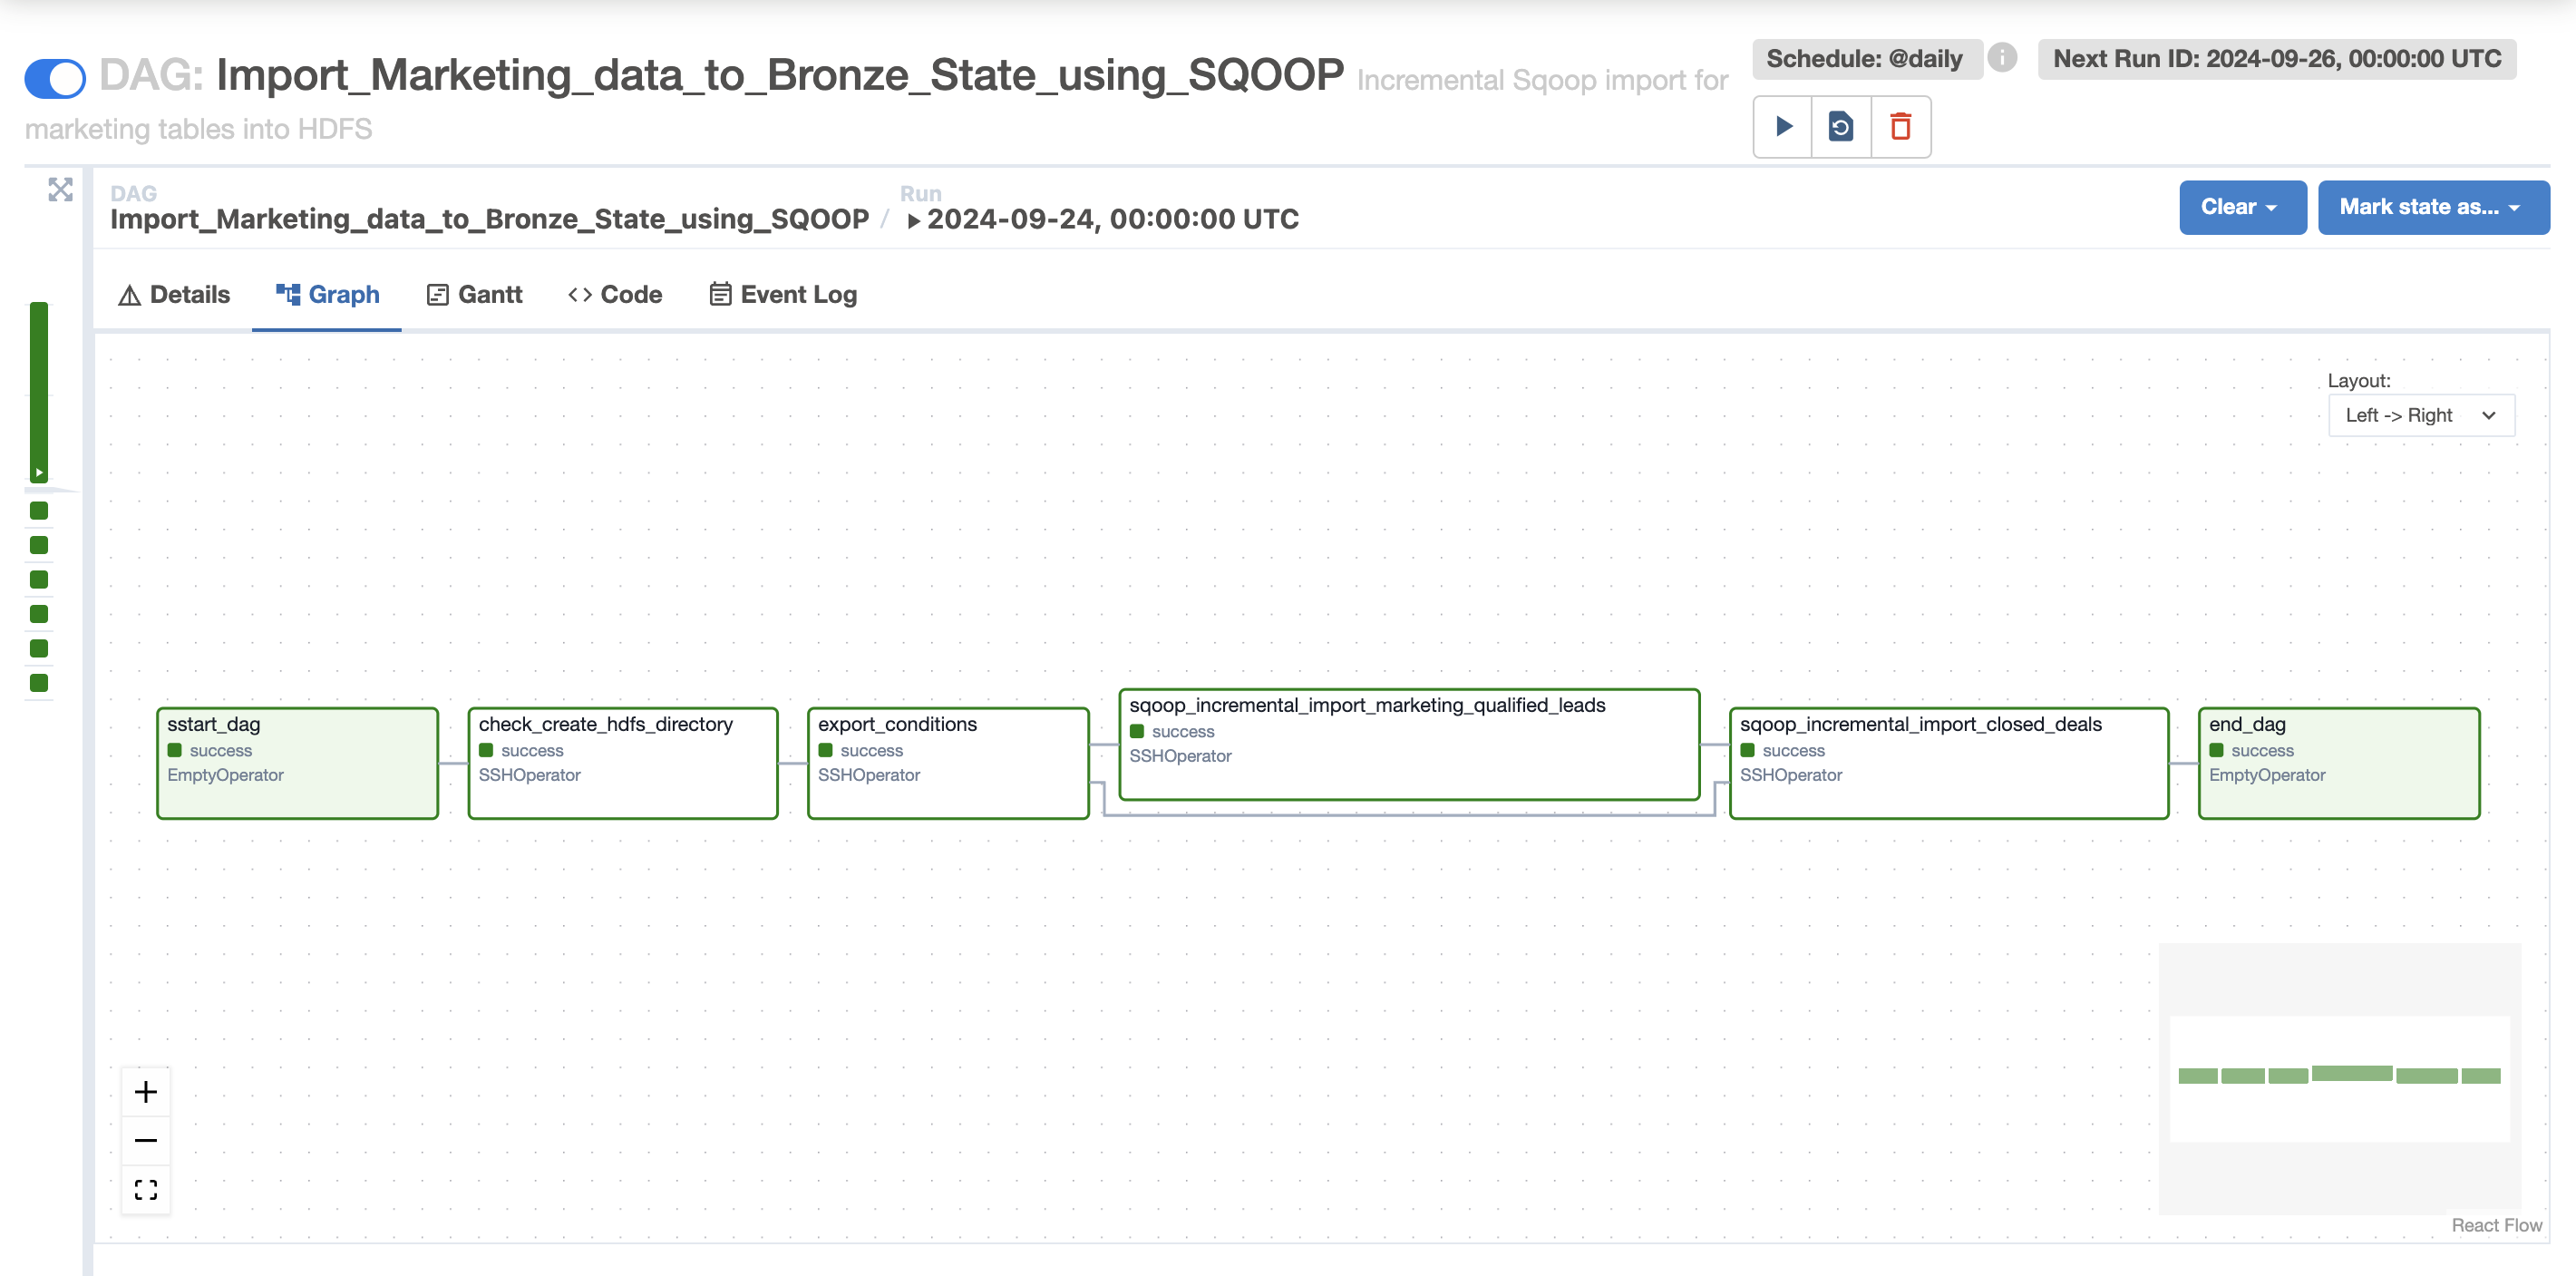 DAG: Import_Marketing_data_to_Bronze_State_using_SQOOP Incremental Sqoop import for
marketing tables into HDFS
Schedule: @daily
Next Run ID: 2024-09-26, 00:00:00 UTC
DAG
Import_Marketing_data_to_Bronze_State_using_SQOOP /
Run
2024-09-24, 00:00:00 UTC
Clear
Mark state as...
Details
Graph
Gantt
Code
Event Log
Layout:
Left -> Right
sstart_dag
success
EmptyOperator
check_create_hdfs_directory
success
SSHOperator
export_conditions
success
SSHOperator
sqoop_incremental_import_marketing_qualified_leads
success
SSHOperator
sqoop_incremental_import_closed_deals
success
SSHOperator
end_dag
success
EmptyOperator
React Flow